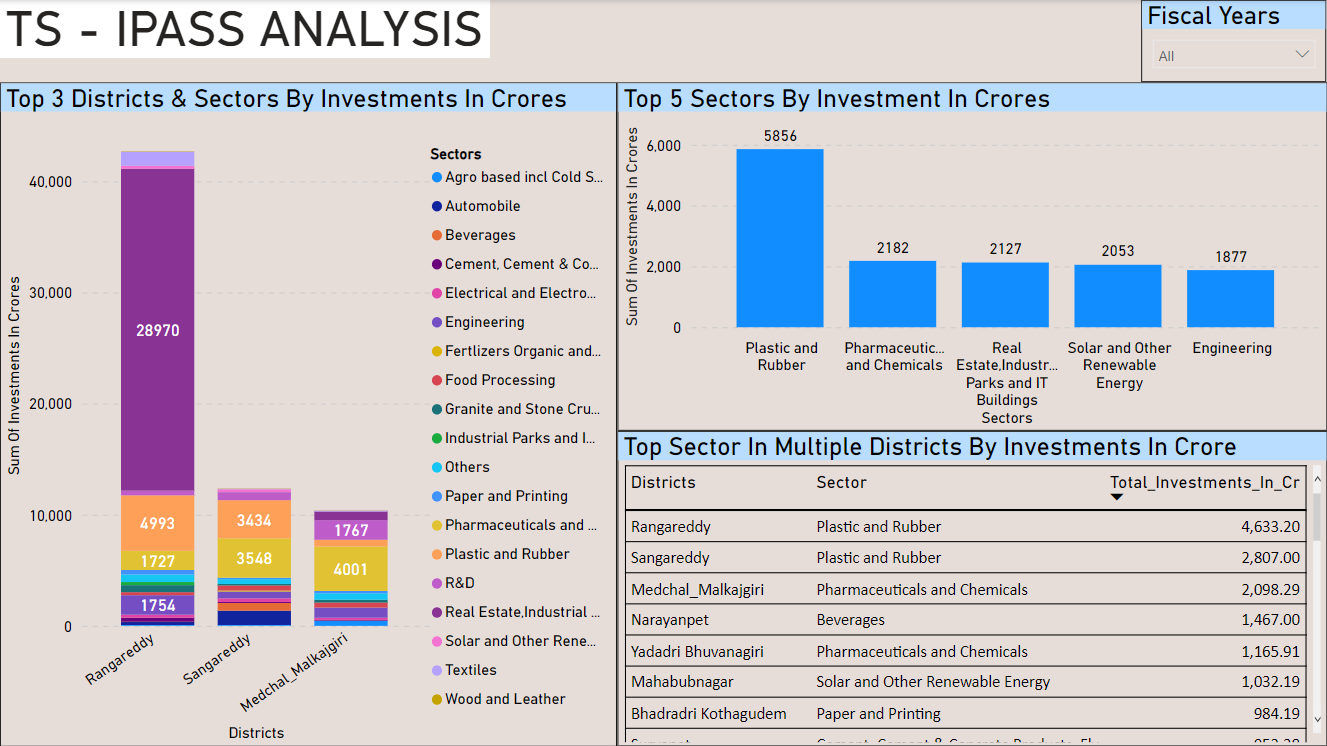 TS - IPASS ANALYSIS
Fiscal Years
All
Top 3 Districts & Sectors By Investments In Crores
Sum Of Investments In Crores
40,000
30,000
20,000
10,000
0
28970
4993
1727
1754
3434
3548
1767
4001
Rangareddy
Sangareddy
Medchal_Malkajgiri
Districts
Sectors
Agro based incl Cold S...
Automobile
Beverages
Cement, Cement & Co...
Electrical and Electro...
Engineering
Fertlizers Organic and...
Food Processing
Granite and Stone Cru...
Industrial Parks and I...
Others
Paper and Printing
Pharmaceuticals and ...
Plastic and Rubber
R&D
Real Estate,Industrial ...
Solar and Other Rene...
Textiles
Wood and Leather
Top 5 Sectors By Investment In Crores
Sum Of Investments In Crores
6,000
4,000
2,000
0
5856
2182
2127
2053
1877
Plastic and
Rubber
Pharmaceutic...
and Chemicals
Real
Estate,Industr...
Parks and IT
Buildings
Sectors
Solar and Other
Renewable
Energy
Engineering
Top Sector In Multiple Districts By Investments In Crore
Districts Sector Total_Investments_In_Cr
Rangareddy Plastic and Rubber 4,633.20
Sangareddy Plastic and Rubber 2,807.00
Medchal_Malkajgiri Pharmaceuticals and Chemicals 2,098.29
Narayanpet Beverages 1,467.00
Yadadri Bhuvanagiri Pharmaceuticals and Chemicals 1,165.91
Mahabubnagar Solar and Other Renewable Energy 1,032.19
Bhadradri Kothagudem Paper and Printing 984.19